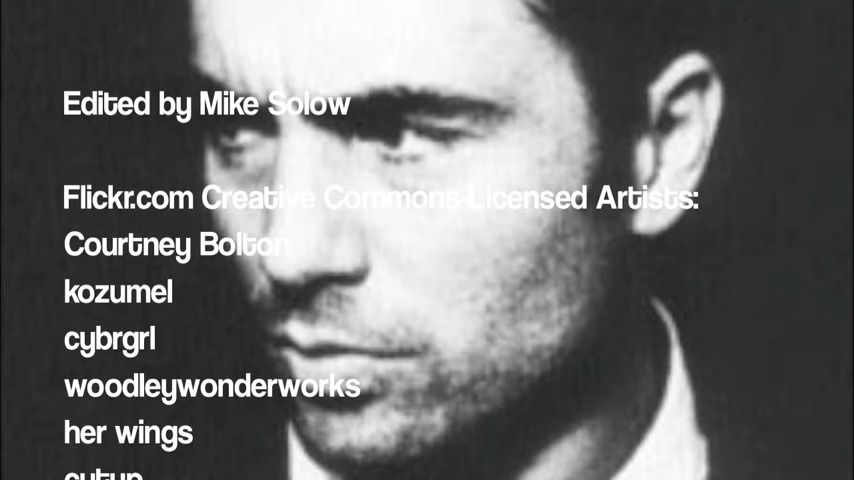 Edited by Mike Solow
Flickr.com Creative Commons-Licensed Artists:
Courtney Bolton
kozumel
cybrgrl
woodleywonderworks
her wings